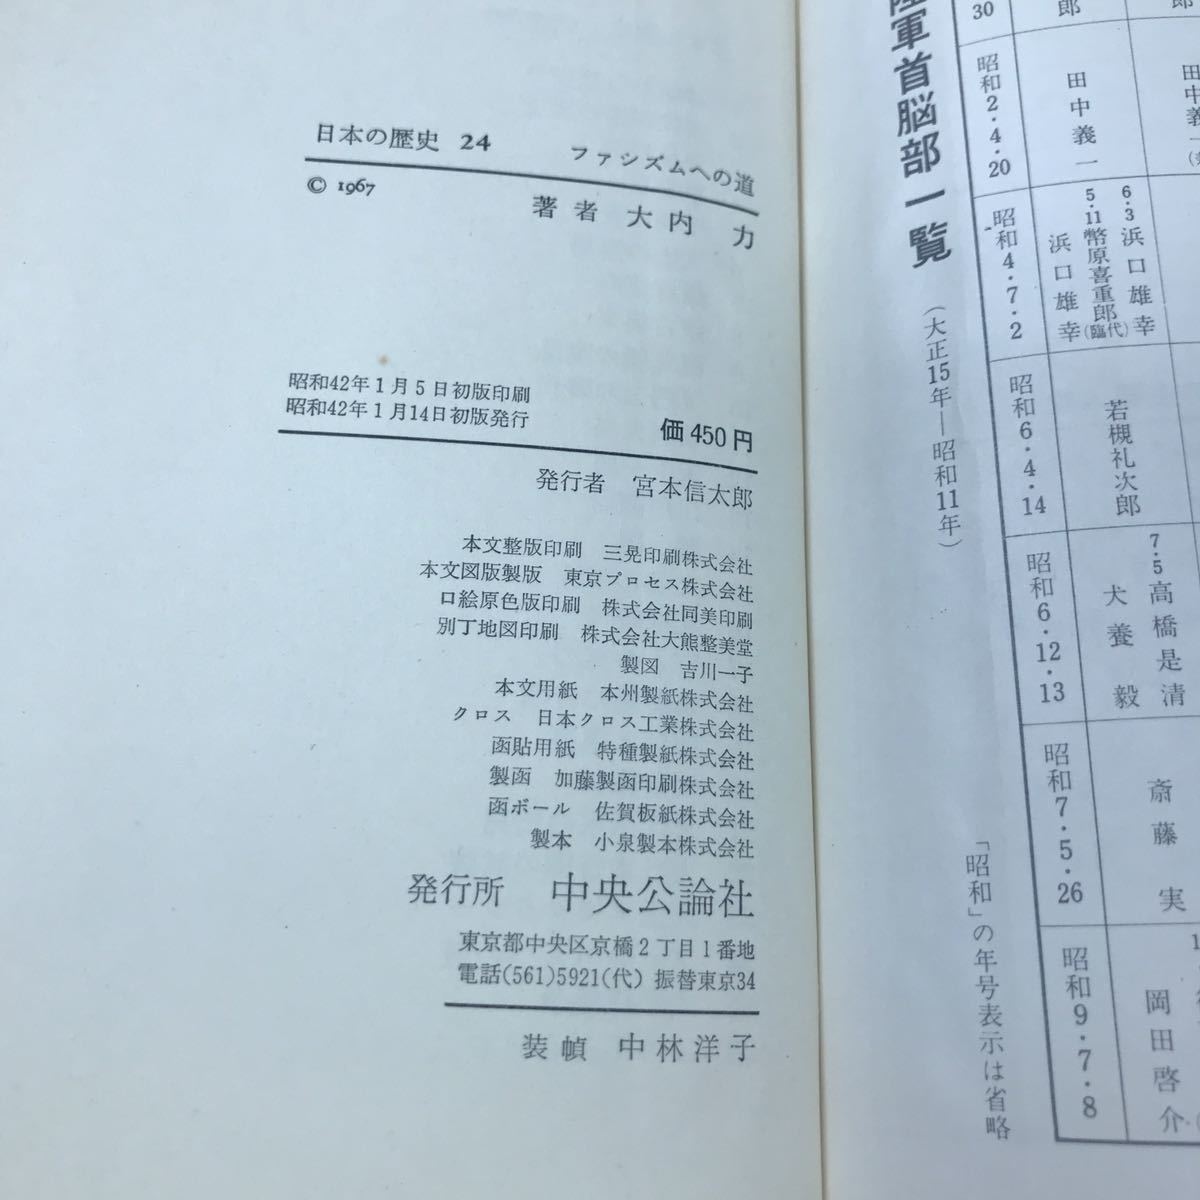 日本の歴史 24　ファシズムへの道
© 1967
著者 大内 力
昭和42年1月5日初版印刷
昭和42年1月14日初版発行
価450円
発行者 宮本信太郎
本文整版印刷 三晃印刷株式会社
本文図版製版 東京プロセス株式会社
口絵原色版印刷 株式会社同美印刷
別丁地図印刷 株式会社大熊整美堂
製図 吉川一子
本文用紙 本州製紙株式会社
クロス 日本クロス工業株式会社
函貼用紙 特種製紙株式会社
製函 加藤製函印刷株式会社
函ボール 佐賀板紙株式会社
製本 小泉製本株式会社
発行所 中央公論社
東京都中央区京橋2丁目1番地
電話(561)5921(代) 振替東京34
装幀 中林洋子
軍首脳部一覧
(大正15年―昭和11年)
「昭和」の年号表示は省略
30
郎
郎
昭和2・4・20
田中義一
田中義一
昭和4・7・2
6・3 浜口雄幸
5・11 幣原喜重郎(臨代)
浜口雄幸
昭和6・4・14
若槻礼次郎
昭和6・12・13
7・5 高橋是清
犬養毅
昭和7・5・26
斎藤実
昭和9・7・8
岡田啓介